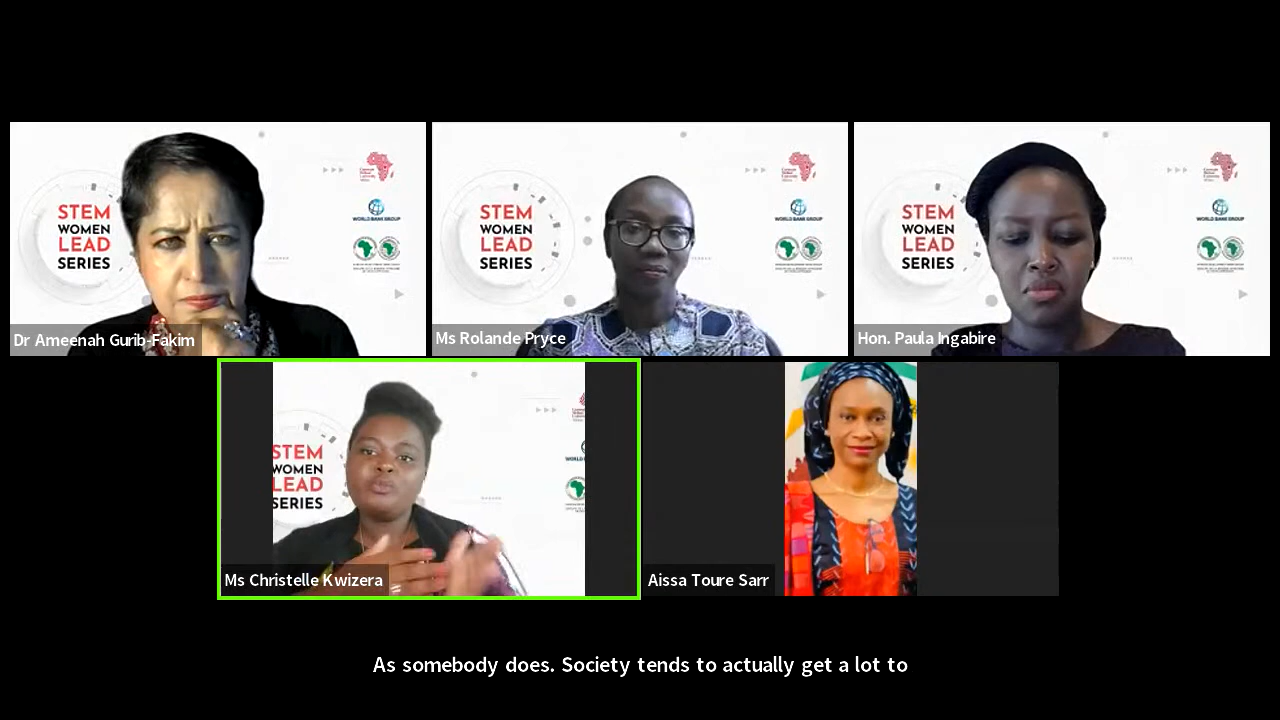 STEM
WOMEN
LEAD
SERIES
WORLD BANK GROUP
Dr Ameenah Gurib-Fakim
STEM
WOMEN
LEAD
SERIES
WORLD BANK GROUP
Ms Rolande Pryce
STEM
WOMEN
LEAD
SERIES
WORLD BANK GROUP
Hon. Paula Ingabire
STEM
WOMEN
LEAD
SERIES
Ms Christelle Kwizera
Aissa Toure Sarr
As somebody does. Society tends to actually get a lot to